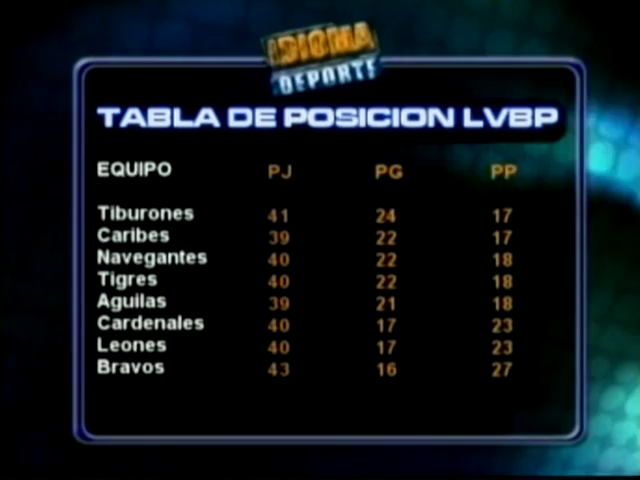 IDIOMA
DEPORTE
TABLA DE POSICION LVBP
EQUIPO PJ PG PP
Tiburones 41 24 17
Caribes 39 22 17
Navegantes 40 22 18
Tigres 40 22 18
Aguilas 39 21 18
Cardenales 40 17 23
Leones 40 17 23
Bravos 43 16 27